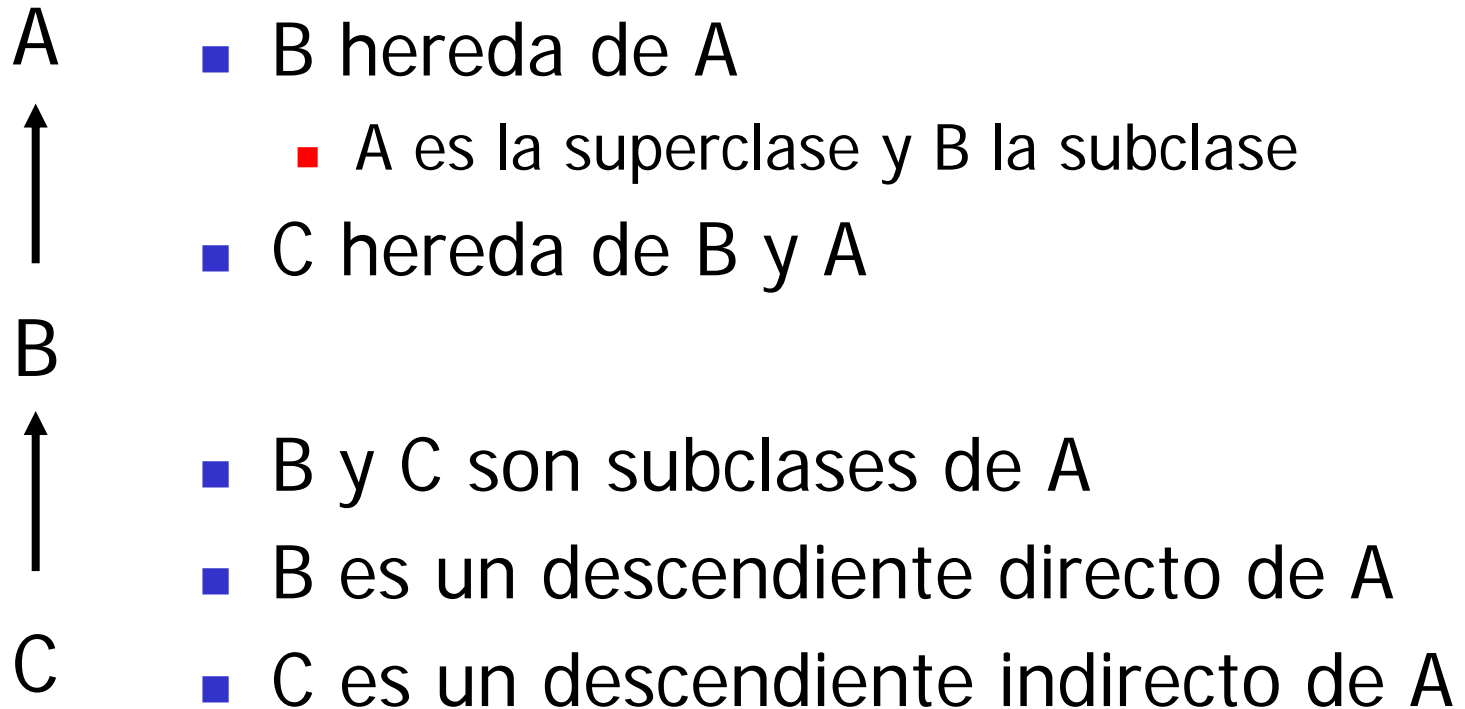 A
B hereda de A
A es la superclase y B la subclase
C hereda de B y A
B
B y C son subclases de A
B es un descendiente directo de A
C
C es un descendiente indirecto de A